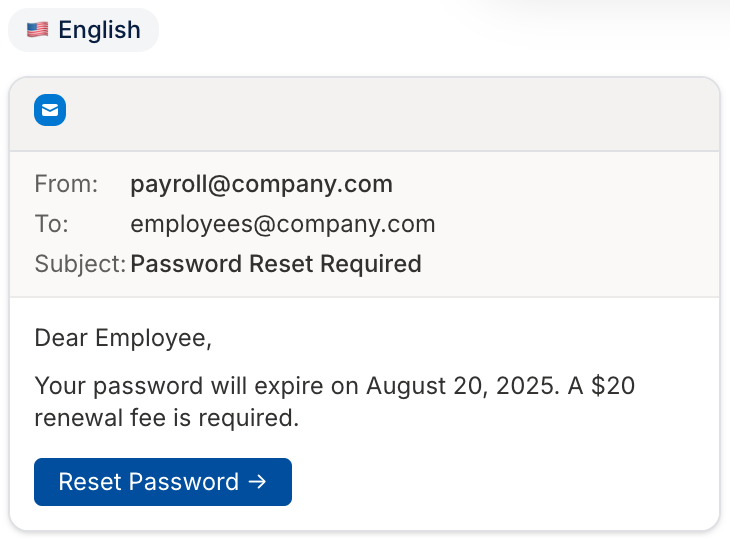 English
From: payroll@company.com
To: employees@company.com
Subject: Password Reset Required
Dear Employee,
Your password will expire on August 20, 2025. A $20
renewal fee is required.
Reset Password →